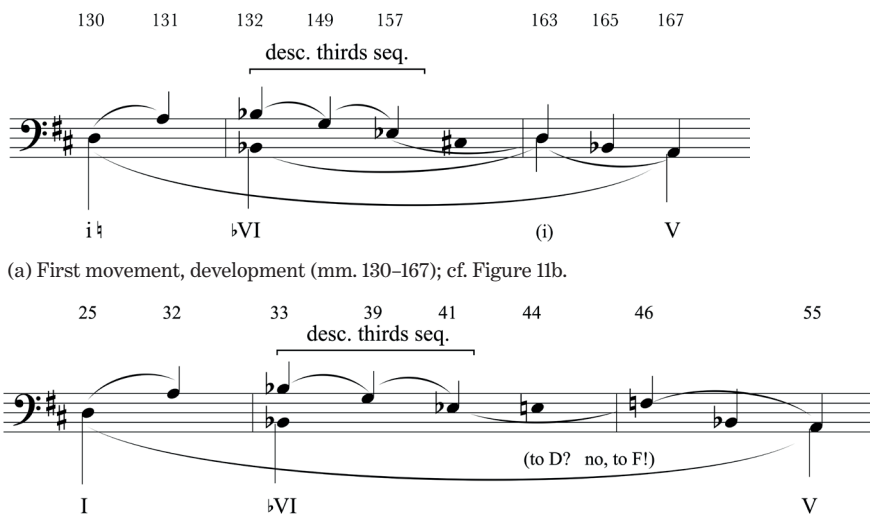 130 131 132 149 157 163 165 167
desc. thirds seq.
i♮ ♭VI (i) V
(a) First movement, development (mm. 130–167); cf. Figure 11b.
25 32 33 39 41 44 46 55
desc. thirds seq.
(to D? no, to F!)
I ♭VI V